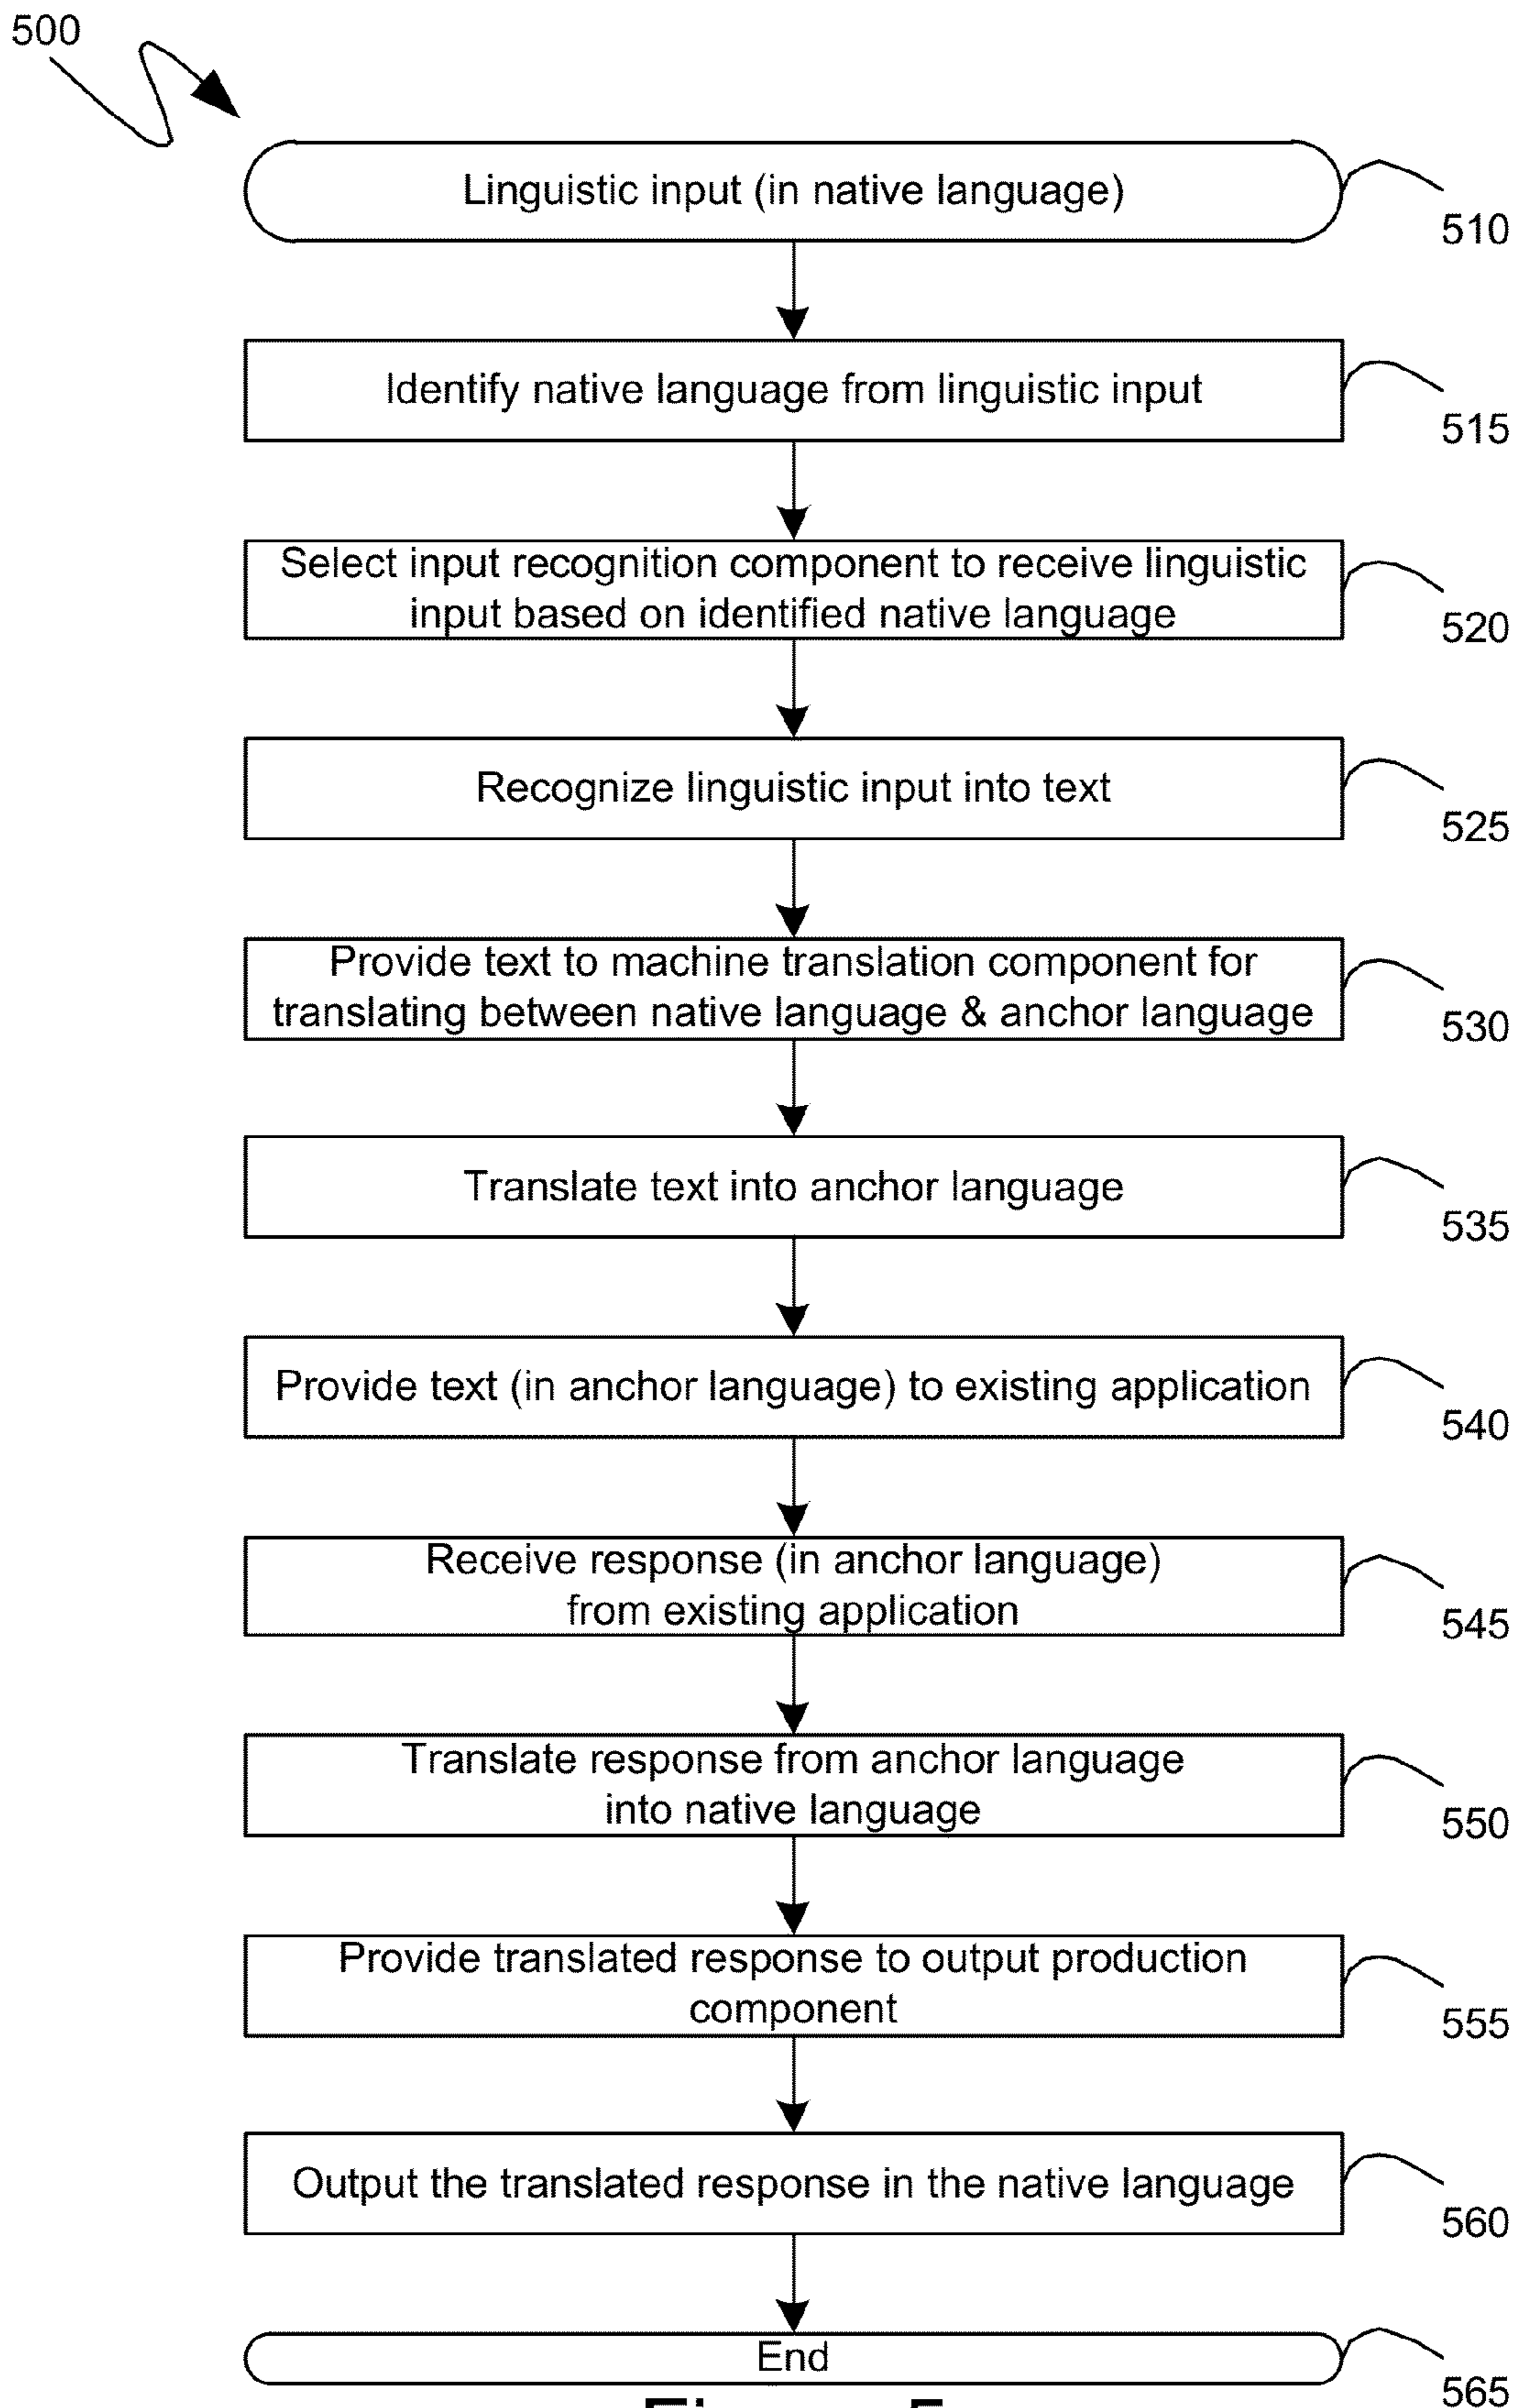 500
Linguistic input (in native language)
510
Identify native language from linguistic input
515
Select input recognition component to receive linguistic
input based on identified native language
520
Recognize linguistic input into text
525
Provide text to machine translation component for
translating between native language & anchor language
530
Translate text into anchor language
535
Provide text (in anchor language) to existing application
540
Receive response (in anchor language)
from existing application
545
Translate response from anchor language
into native language
550
Provide translated response to output production
component
555
Output the translated response in the native language
560
End
565